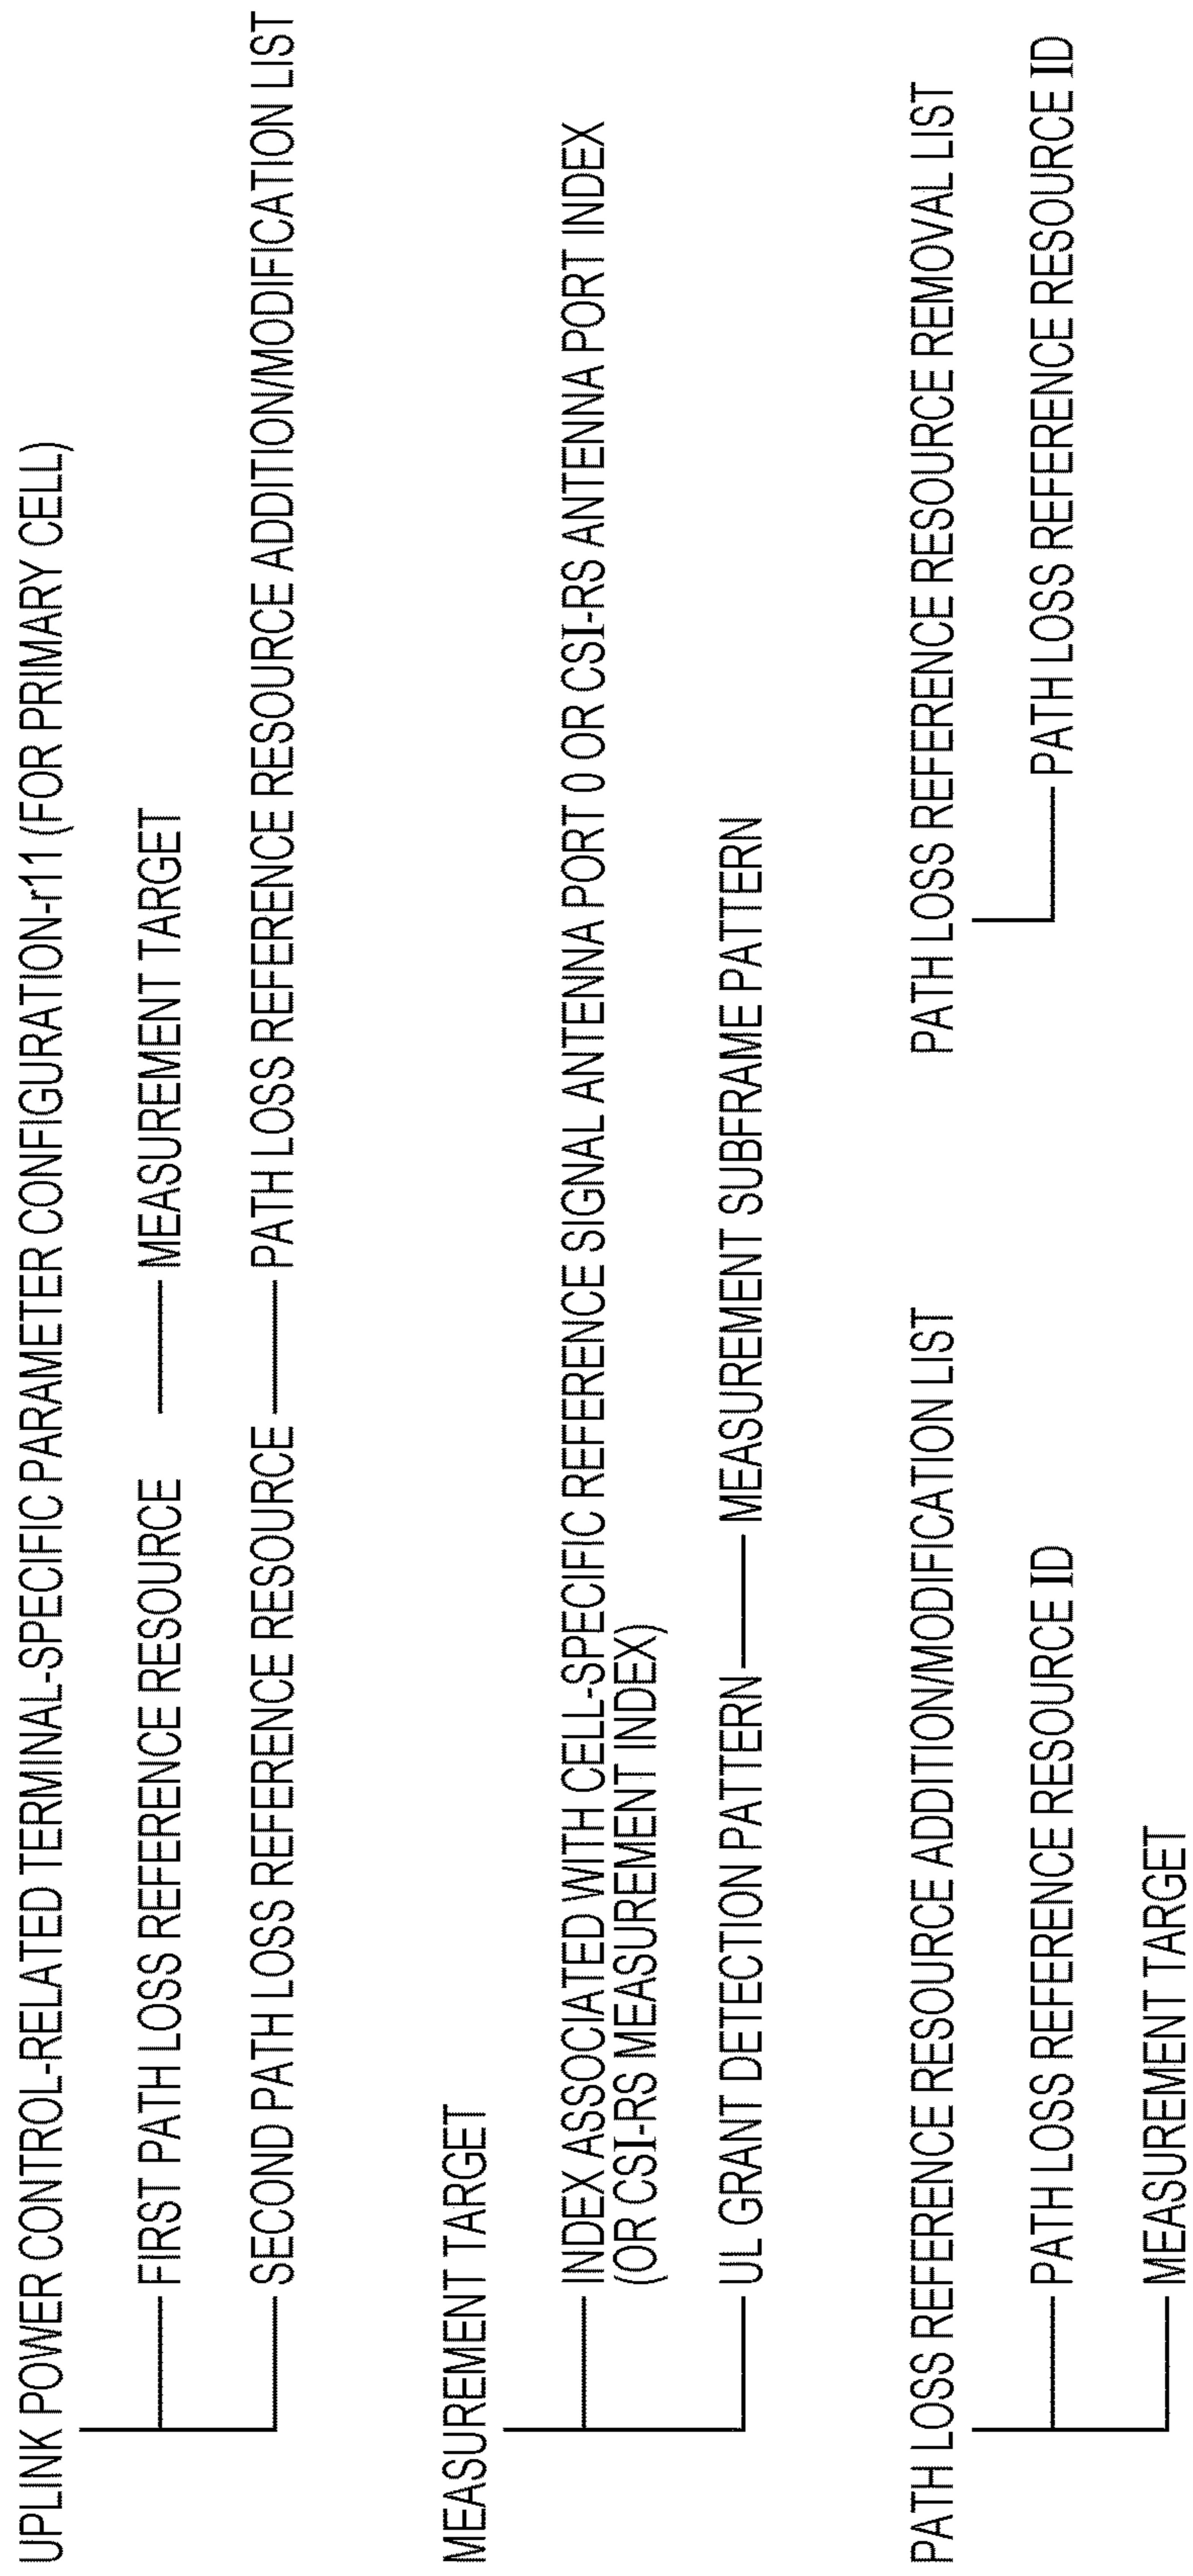 UPLINK POWER CONTROL-RELATED TERMINAL-SPECIFIC PARAMETER CONFIGURATION-r11 (FOR PRIMARY CELL)
FIRST PATH LOSS REFERENCE RESOURCE MEASUREMENT TARGET
SECOND PATH LOSS REFERENCE RESOURCE PATH LOSS REFERENCE RESOURCE ADDITION/MODIFICATION LIST
MEASUREMENT TARGET
INDEX ASSOCIATED WITH CELL-SPECIFIC REFERENCE SIGNAL ANTENNA PORT 0 OR CSI-RS ANTENNA PORT INDEX
(OR CSI-RS MEASUREMENT INDEX)
UL GRANT DETECTION PATTERN MEASUREMENT SUBFRAME PATTERN
PATH LOSS REFERENCE RESOURCE ADDITION/MODIFICATION LIST
PATH LOSS REFERENCE RESOURCE ID
MEASUREMENT TARGET
PATH LOSS REFERENCE RESOURCE REMOVAL LIST
PATH LOSS REFERENCE RESOURCE ID